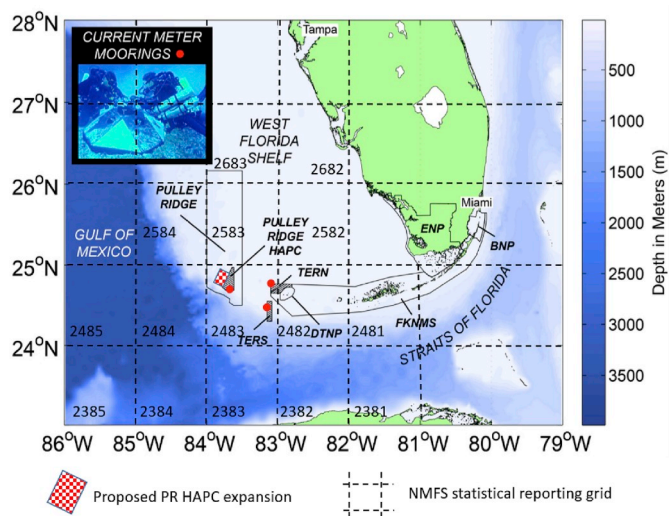 CURRENT METER
MOORINGS
28°N
27°N
26°N
25°N
24°N
Tampa
WEST
FLORIDA
SHELF
2683
2682
PULLEY
RIDGE
PULLEY
RIDGE
HAPC
GULF OF
MEXICO
2584
2583
2582
Miami
ENP
BNP
TERN
TERS
DTNP
FKNMS
STRAITS OF FLORIDA
2485
2484
2483
2482
2481
2385
2384
2383
2382
2381
86°W
85°W
84°W
83°W
82°W
81°W
80°W
79°W
500
1000
1500
2000
2500
3000
3500
Depth in Meters (m)
Proposed PR HAPC expansion
NMFS statistical reporting grid